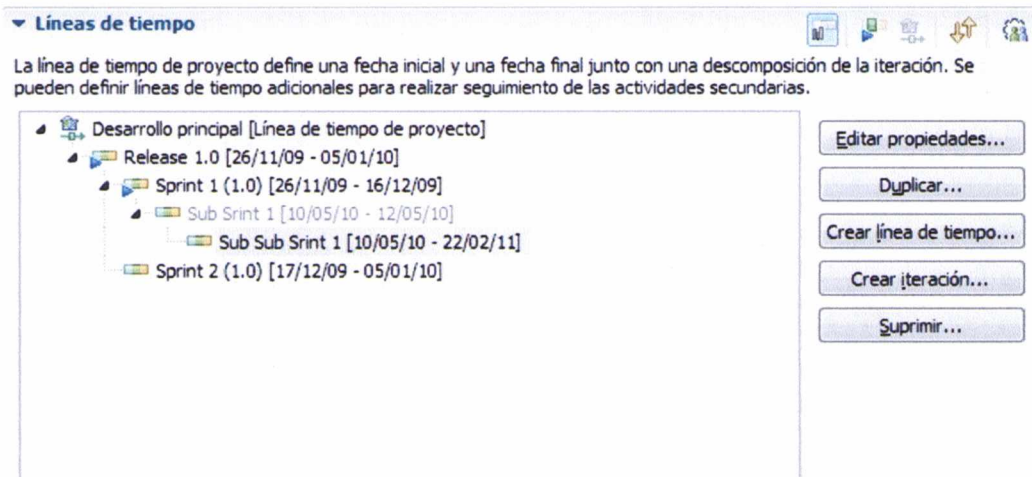 Líneas de tiempo
La línea de tiempo de proyecto define una fecha inicial y una fecha final junto con una descomposición de la iteración. Se
pueden definir líneas de tiempo adicionales para realizar seguimiento de las actividades secundarias.
Desarrollo principal [Línea de tiempo de proyecto]
Release 1.0 [26/11/09 - 05/01/10]
Sprint 1 (1.0) [26/11/09 - 16/12/09]
Sub Srint 1 [10/05/10 - 12/05/10]
Sub Sub Srint 1 [10/05/10 - 22/02/11]
Sprint 2 (1.0) [17/12/09 - 05/01/10]
Editar propiedades...
Duplicar...
Crear línea de tiempo...
Crear iteración...
Suprimir...